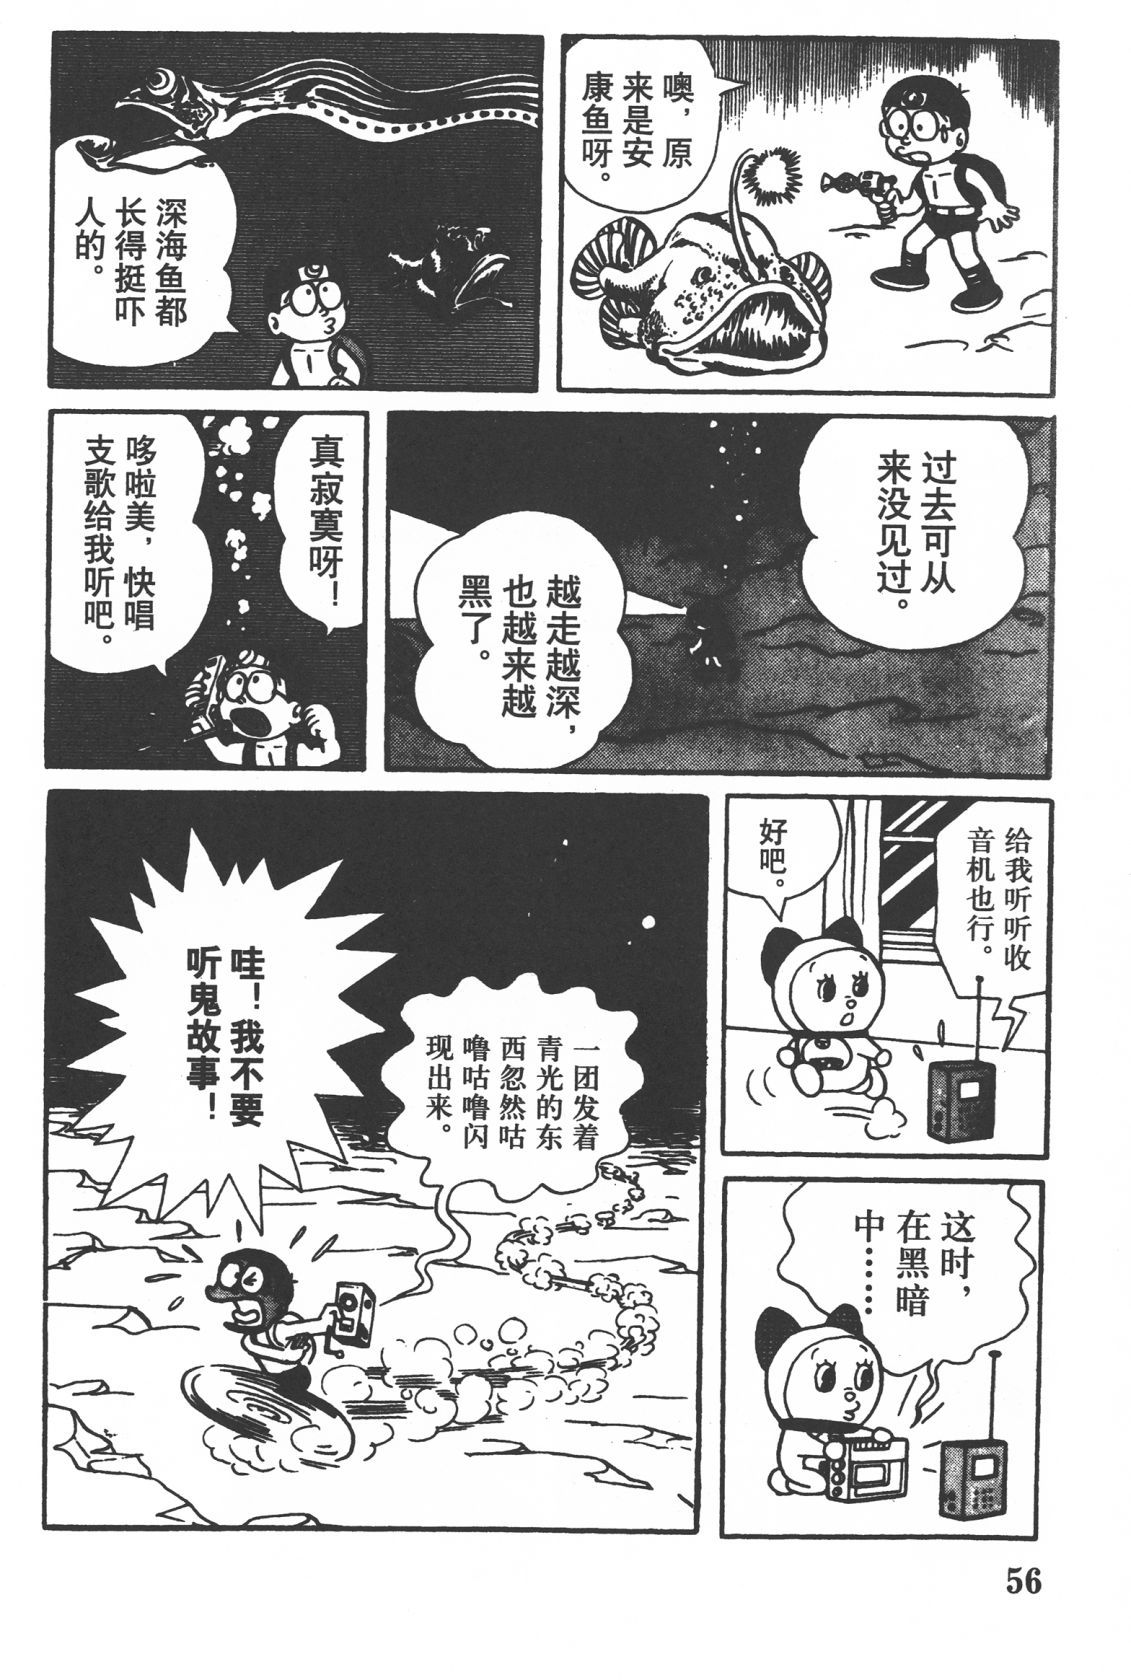 噢，原
来是安
康鱼呀。
深海鱼都
长得挺吓
人的。
过去可从
来没见过。
越走越深，
也越来越
黑了。
真寂寞呀！
哆啦美，快唱
支歌给我听吧。
给我听听收
音机也行。
好吧。
这时，
在黑暗
中……
一团发着
青光的东
西忽然咕
噜咕噜闪
现出来。
哇！我不要
听鬼故事！
56